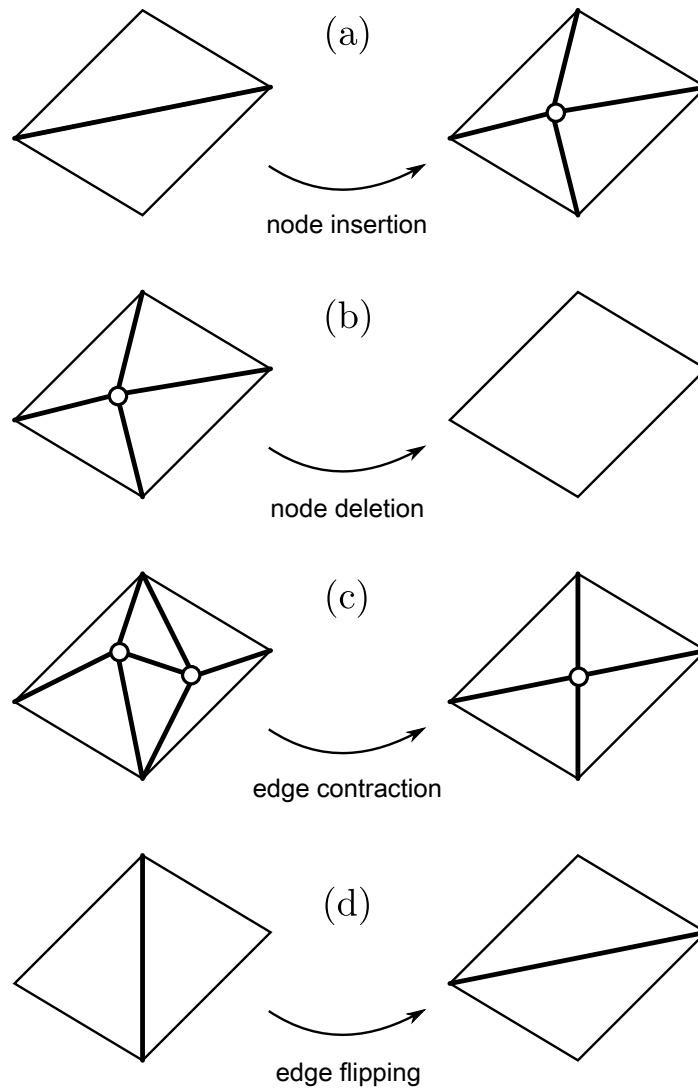 (a)
node insertion
(b)
node deletion
(c)
edge contraction
(d)
edge flipping